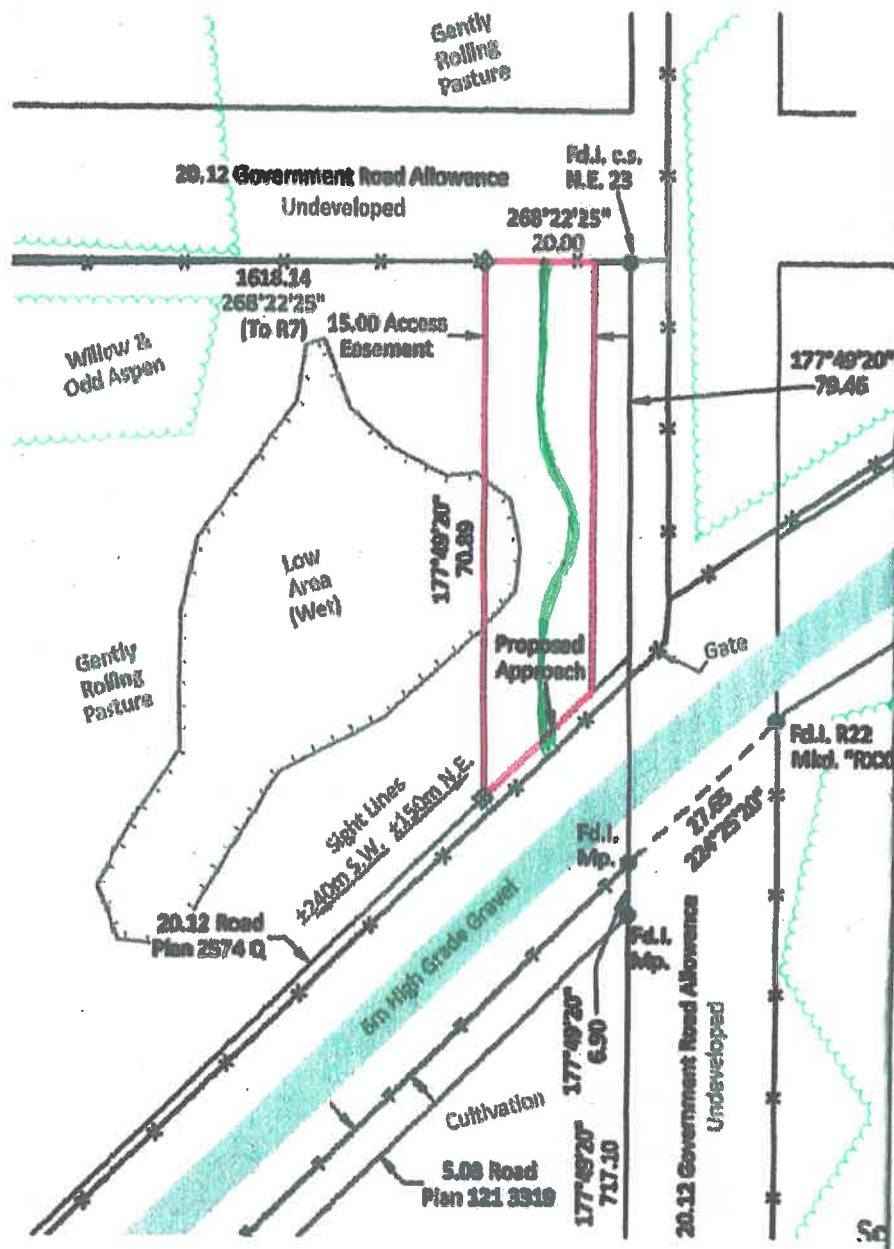 Gently
Rolling
Pasture
20.12 Government Road Allowance
Undeveloped
Fd.I. c.s.
N.E. 23
268°22'25"
20.00
1618.14
268°22'25"
(To R7)
15.00 Access
Easement
Willow &
Odd Aspen
177°49'20"
79.46
177°49'20"
70.89
Low
Area
(Wet)
Gently
Rolling
Pasture
Proposed
Approach
Gate
Fd.I. R22
Mkd. "RXX
Sight Lines
±240m S.W. ±150m N.E.
27.65
224°25'20"
Fd.I.
Mp.
20.12 Road
Plan 2574 Q
Fd.I.
Mp.
6m High Grade Gravel
177°49'20"
6.90
20.12 Government Road Allowance
Undeveloped
Cultivation
5.08 Road
Plan 121 3319
177°49'20"
717.10